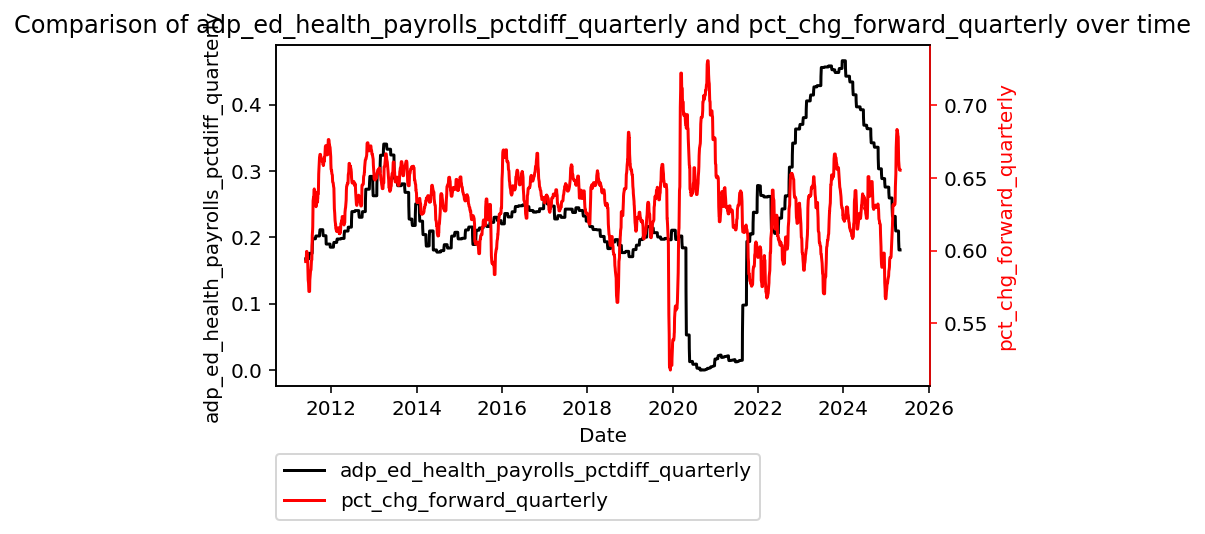 Comparison of adp_ed_health_payrolls_pctdiff_quarterly and pct_chg_forward_quarterly over time
adp_ed_health_payrolls_pctdiff_quarterly
0.4
0.3
0.2
0.1
0.0
0.70
0.65
0.60
0.55
pct_chg_forward_quarterly
2012 2014 2016 2018 2020 2022 2024 2026
Date
adp_ed_health_payrolls_pctdiff_quarterly
pct_chg_forward_quarterly